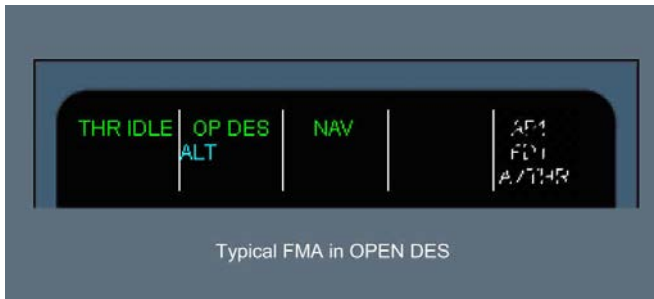 THR IDLE OP DES NAV AP1
ALT FD1
A/THR
Typical FMA in OPEN DES